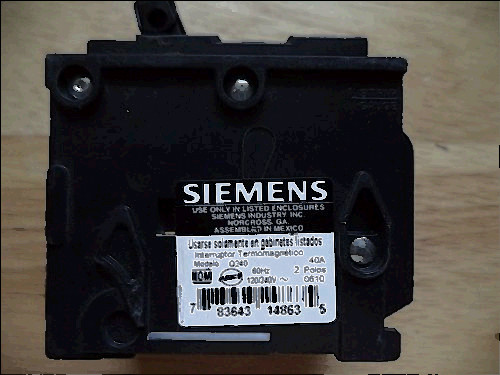 SIEMENS
USE ONLY IN LISTED ENCLOSURES
SIEMENS INDUSTRY INC.
NORCROSS, GA.
ASSEMBLED IN MEXICO
Usarse solamente en gabinetes listados
Interruptor Termomagnético
Modelo Q240 40A
60Hz 2 Polos
120/240V ~ 0610
7 83643 14863 5